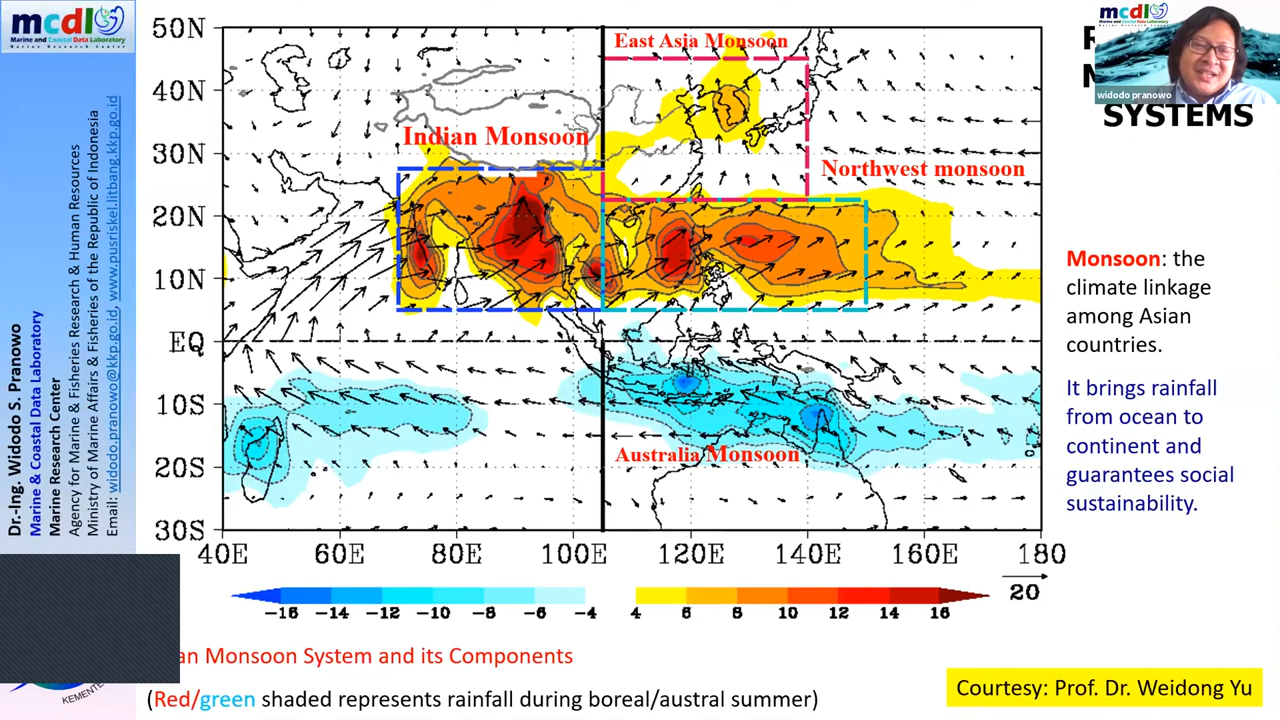 mcdl
Marine and Coastal Data Laboratory
Marine Research Center
Dr.-Ing. Widodo S. Pranowo
Marine & Coastal Data Laboratory
Marine Research Center
Agency for Marine & Fisheries Research & Human Resources
Ministry of Marine Affairs & Fisheries of the Republic of Indonesia
Email: widodo.pranowo@kkp.go.id www.pusriskel.litbang.kkp.go.id
KEMENTE
50N
40N
30N
20N
10N
EQ
10S
20S
30S
40E 60E 80E 100E 120E 140E 160E 180
East Asia Monsoon
Indian Monsoon
Northwest monsoon
Australia Monsoon
20
-16 -14 -12 -10 -8 -6 -4 4 6 8 10 12 14 16
an Monsoon System and its Components
(Red/green shaded represents rainfall during boreal/austral summer)
mcdl
widodo pranowo
SYSTEMS
Monsoon: the
climate linkage
among Asian
countries.
It brings rainfall
from ocean to
continent and
guarantees social
sustainability.
Courtesy: Prof. Dr. Weidong Yu